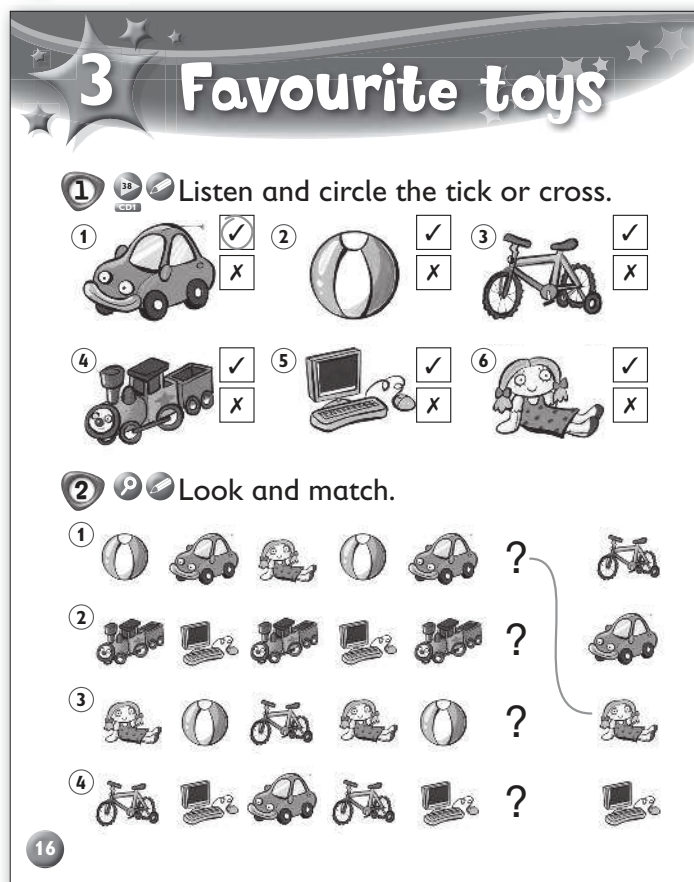 3 Favourite toys
1 38 CD1 Listen and circle the tick or cross.
1 ✓ 2 ✓ 3 ✓
✗ ✗ ✗
4 ✓ 5 ✓ 6 ✓
✗ ✗ ✗
2 Look and match.
1 ?
2 ?
3 ?
4 ?
16